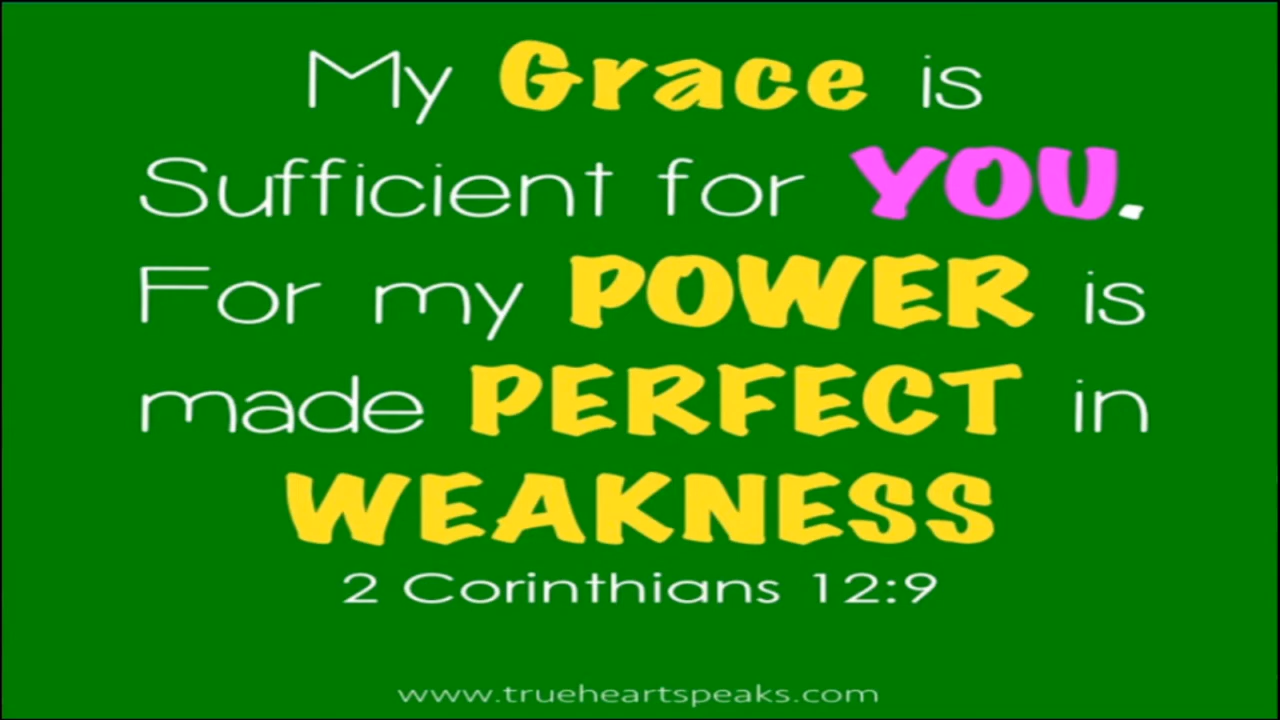 My Grace is
Sufficient for YOU.
For my POWER is
made PERFECT in
WEAKNESS
2 Corinthians 12:9
www.trueheartspeaks.com